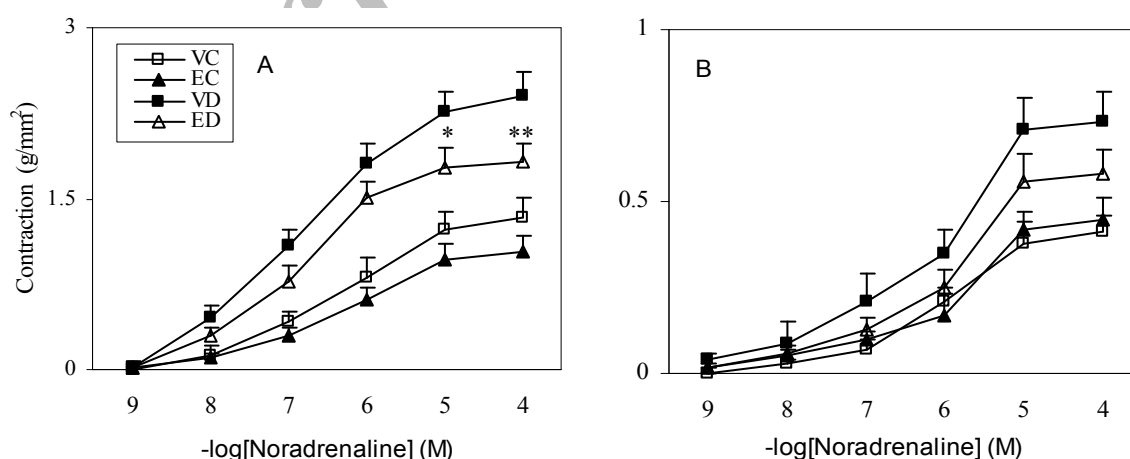 3
VC
EC
VD
ED
A
* **
1.5
0
Contraction (g/mm²)
9 8 7 6 5 4
-log[Noradrenaline] (M)
1
B
0.5
0
9 8 7 6 5 4
-log[Noradrenaline] (M)